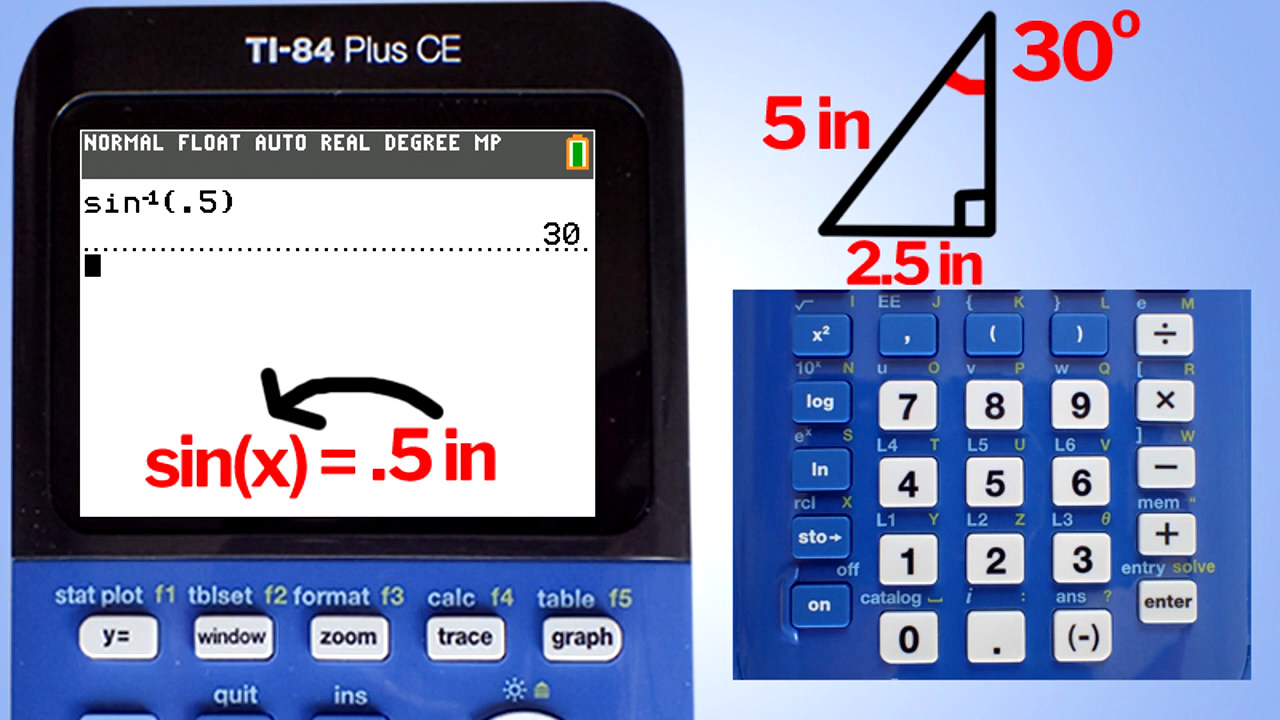 TI-84 Plus CE
NORMAL FLOAT AUTO REAL DEGREE MP
sin⁻¹(.5)
30
sin(x) = .5 in
stat plot f1 tblset f2 format f3 calc f4 table f5
y= window zoom trace graph
quit ins
30°
5 in
2.5 in
√ I EE J { K } L e M
x² , ( ) ÷
10ˣ N u O v P w Q [ R
log 7 8 9 ×
eˣ S L4 T L5 U L6 V ] W
ln 4 5 6 −
rcl X L1 Y L2 Z L3 θ mem "
sto→ 1 2 3 +
off catalog ⎵ i : ans ? entry solve
on 0 . (-) enter